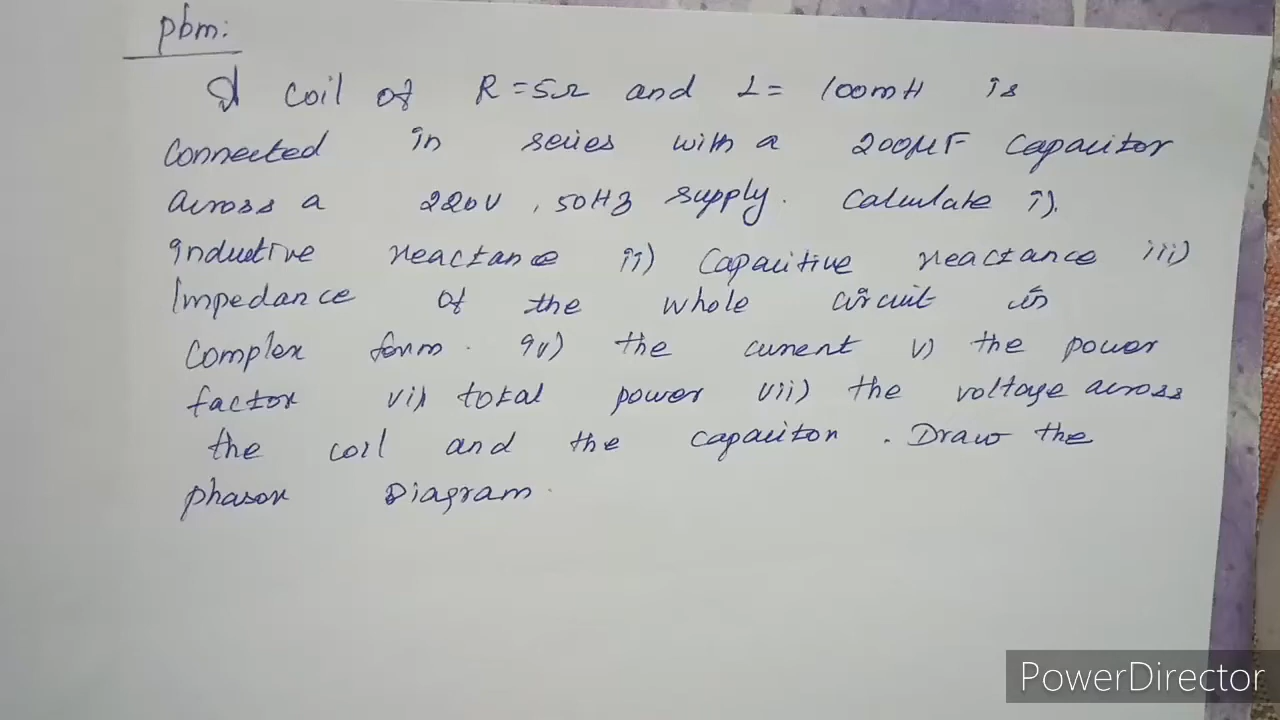 pbm:
A coil of R=5Ω and L= 100mH is
connected in series with a 200μF capacitor
across a 220V, 50Hz supply. Calculate i).
inductive reactance ii) Capacitive reactance iii)
Impedance of the whole circuit in
complex form. iv) the current v) the power
factor vi) total power vii) the voltage across
the coil and the capacitor. Draw the
phasor Diagram.
PowerDirector